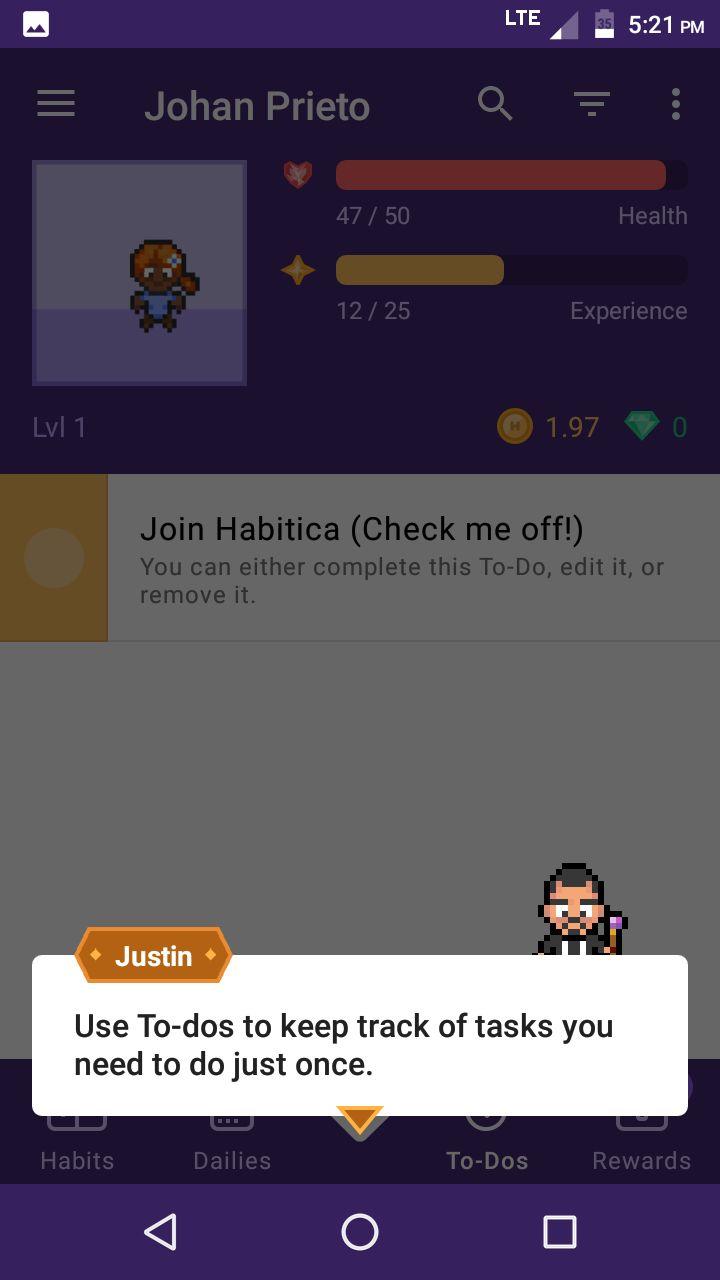 LTE
35
5:21 PM
Johan Prieto
47 / 50
Health
12 / 25
Experience
Lvl 1
H
1.97
0
Join Habitica (Check me off!)
You can either complete this To-Do, edit it, or
remove it.
Justin
Use To-dos to keep track of tasks you
need to do just once.
Habits
Dailies
To-Dos
Rewards